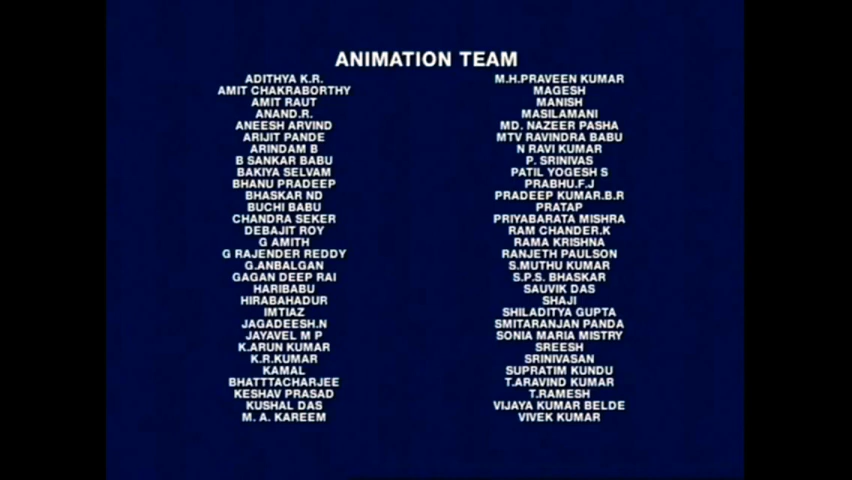 ANIMATION TEAM
ADITHYA K.R.
AMIT CHAKRABORTHY
AMIT RAUT
ANAND.R.
ANEESH ARVIND
ARIJIT PANDE
ARINDAM B
B SANKAR BABU
BAKIYA SELVAM
BHANU PRADEEP
BHASKAR ND
BUCHI BABU
CHANDRA SEKER
DEBAJIT ROY
G AMITH
G RAJENDER REDDY
G.ANBALGAN
GAGAN DEEP RAI
HARIBABU
HIRABAHADUR
IMTIAZ
JAGADEESH.N
JAYAVEL M P
K.ARUN KUMAR
K.R.KUMAR
KAMAL
BHATTTACHARJEE
KESHAV PRASAD
KUSHAL DAS
M. A. KAREEM
M.H.PRAVEEN KUMAR
MAGESH
MANISH
MASILAMANI
MD. NAZEER PASHA
MTV RAVINDRA BABU
N RAVI KUMAR
P. SRINIVAS
PATIL YOGESH S
PRABHU.F.J
PRADEEP KUMAR.B.R
PRATAP
PRIYABARATA MISHRA
RAM CHANDER.K
RAMA KRISHNA
RANJETH PAULSON
S.MUTHU KUMAR
S.P.S. BHASKAR
SAUVIK DAS
SHAJI
SHILADITYA GUPTA
SMITARANJAN PANDA
SONIA MARIA MISTRY
SREESH
SRINIVASAN
SUPRATIM KUNDU
T.ARAVIND KUMAR
T.RAMESH
VIJAYA KUMAR BELDE
VIVEK KUMAR